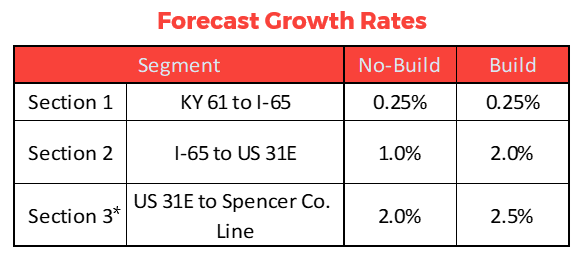 Forecast Growth Rates
Segment No-Build Build
Section 1 KY 61 to I-65 0.25% 0.25%
Section 2 I-65 to US 31E 1.0% 2.0%
Section 3* US 31E to Spencer Co. 2.0% 2.5%
Line